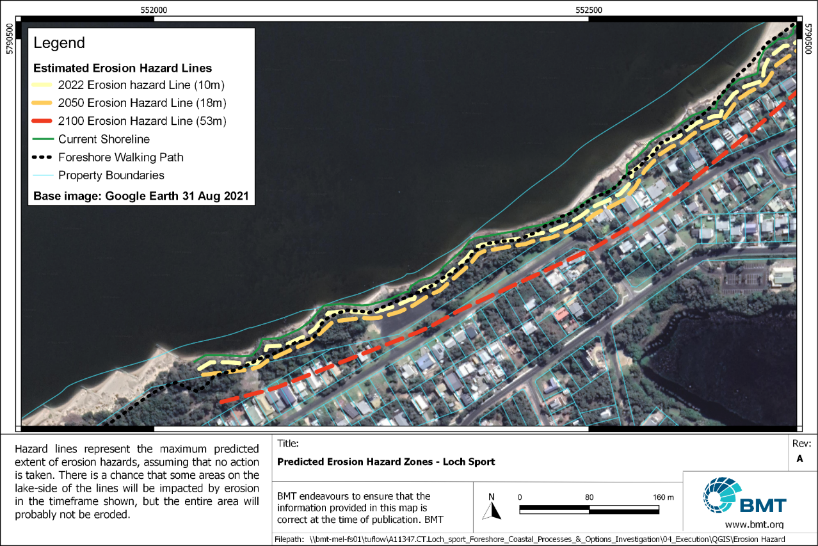 552000
552500
5790500
5790500
Legend
Estimated Erosion Hazard Lines
2022 Erosion hazard Line (10m)
2050 Erosion Hazard Line (18m)
2100 Erosion Hazard Line (53m)
Current Shoreline
Foreshore Walking Path
Property Boundaries
Base image: Google Earth 31 Aug 2021
Hazard lines represent the maximum predicted
extent of erosion hazards, assuming that no action
is taken. There is a chance that some areas on the
lake-side of the lines will be impacted by erosion
in the timeframe shown, but the entire area will
probably not be eroded.
Title:
Predicted Erosion Hazard Zones - Loch Sport
Rev:
A
BMT endeavours to ensure that the
information provided in this map is
correct at the time of publication. BMT
N
0 80 160 m
BMT
www.bmt.org
Filepath: \\bmt-mel-fs01\tuflow\A11347.CT.Loch_sport_Foreshore_Coastal_Processes_&_Options_Investigation\04_Execution\QGIS\Erosion Hazard